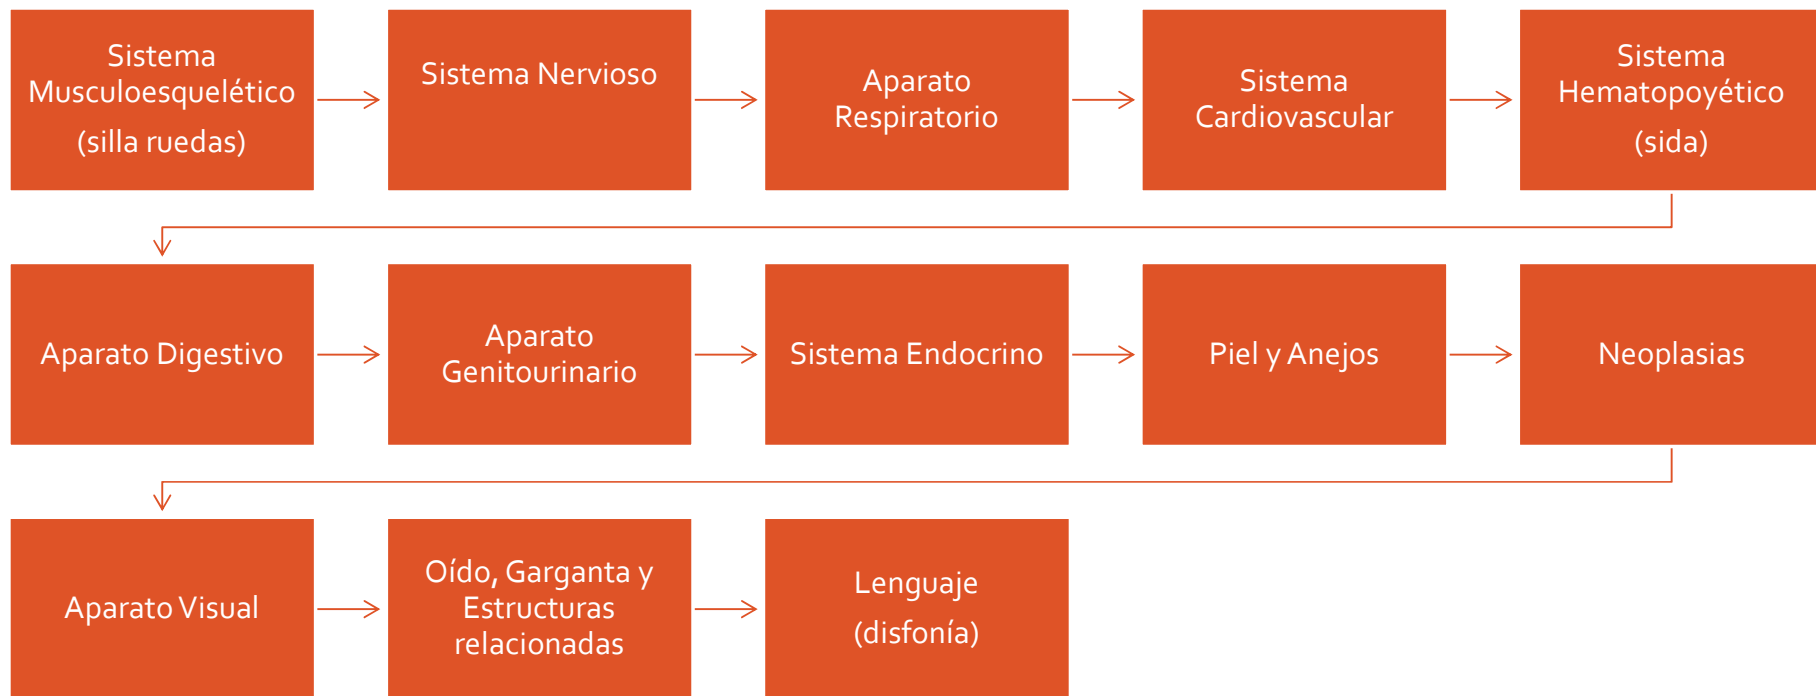 Sistema
Musculoesquelético
(silla ruedas)
Sistema Nervioso
Aparato
Respiratorio
Sistema
Cardiovascular
Sistema
Hematopoyético
(sida)
Aparato Digestivo
Aparato
Genitourinario
Sistema Endocrino
Piel y Anejos
Neoplasias
Aparato Visual
Oído, Garganta y
Estructuras
relacionadas
Lenguaje
(disfonía)